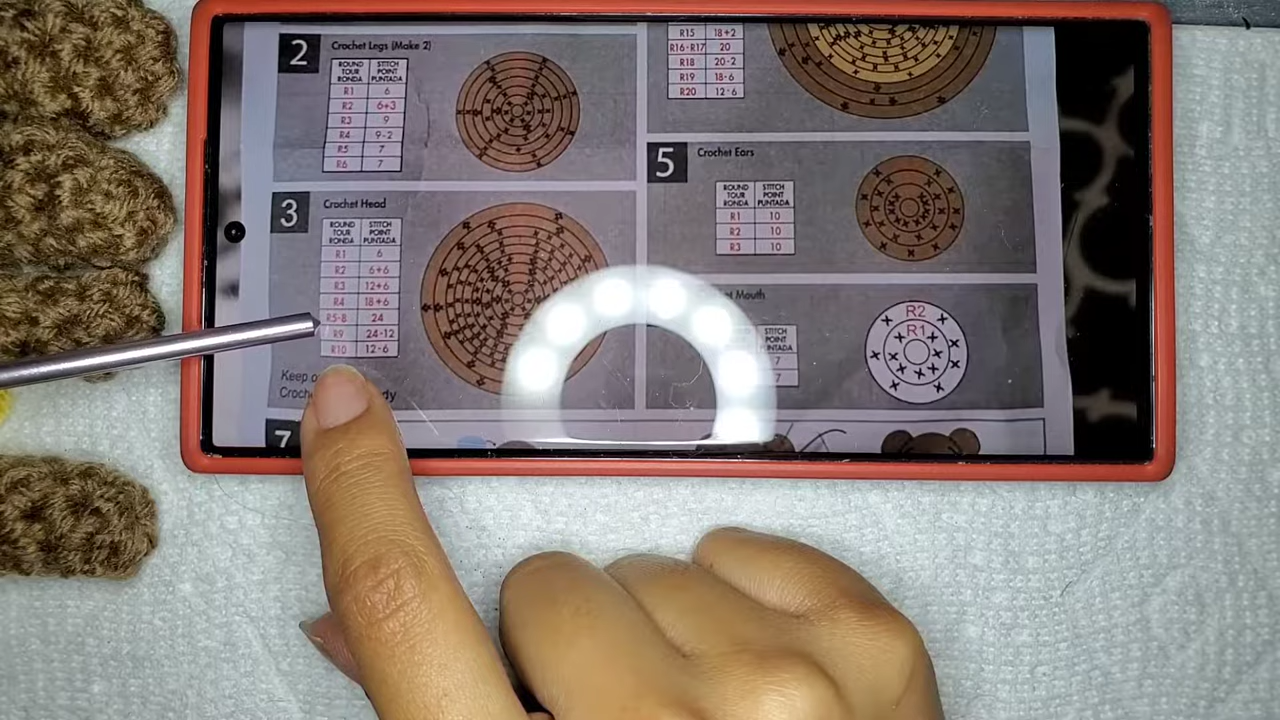 2
Crochet Legs (Make 2)
ROUND TOUR RONDA
STITCH POINT PUNTADA
R1 6
R2 6+3
R3 9
R4 9-2
R5 7
R6 7
3
Crochet Head
ROUND TOUR RONDA
STITCH POINT PUNTADA
R1 6
R2 6+6
R3 12+6
R4 18+6
R5-8 24
R9 24-12
R10 12-6
Keep
7
R15 18+2
R16-R17 20
R18 20-2
R19 18-6
R20 12-6
5
Crochet Ears
ROUND TOUR RONDA
STITCH POINT PUNTADA
R1 10
R2 10
R3 10
Mouth
STITCH POINT PUNTADA
7
7
R2
R1